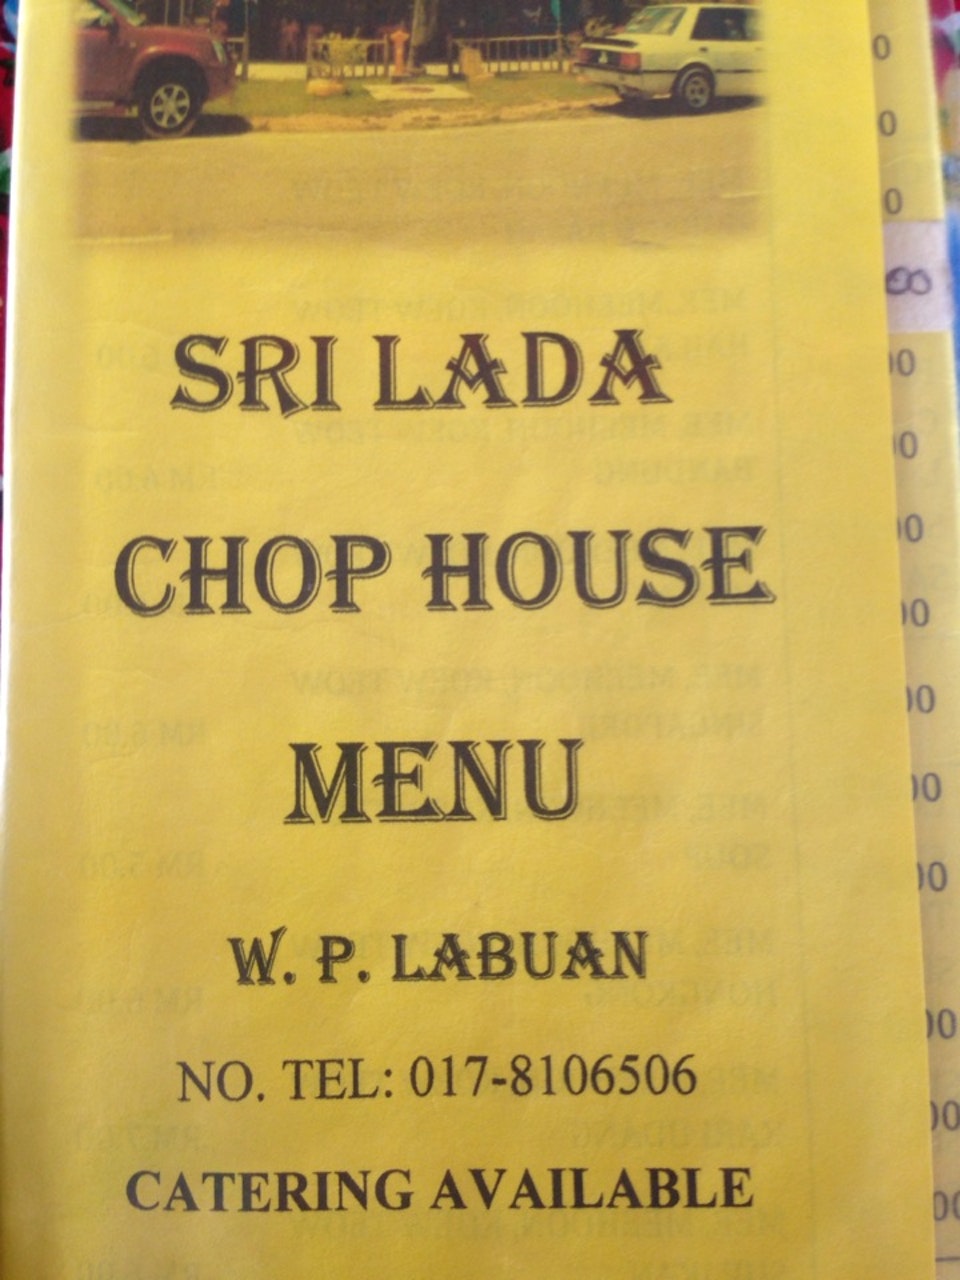 SRI LADA
CHOP HOUSE
MENU
W. P. LABUAN
NO. TEL: 017-8106506
CATERING AVAILABLE